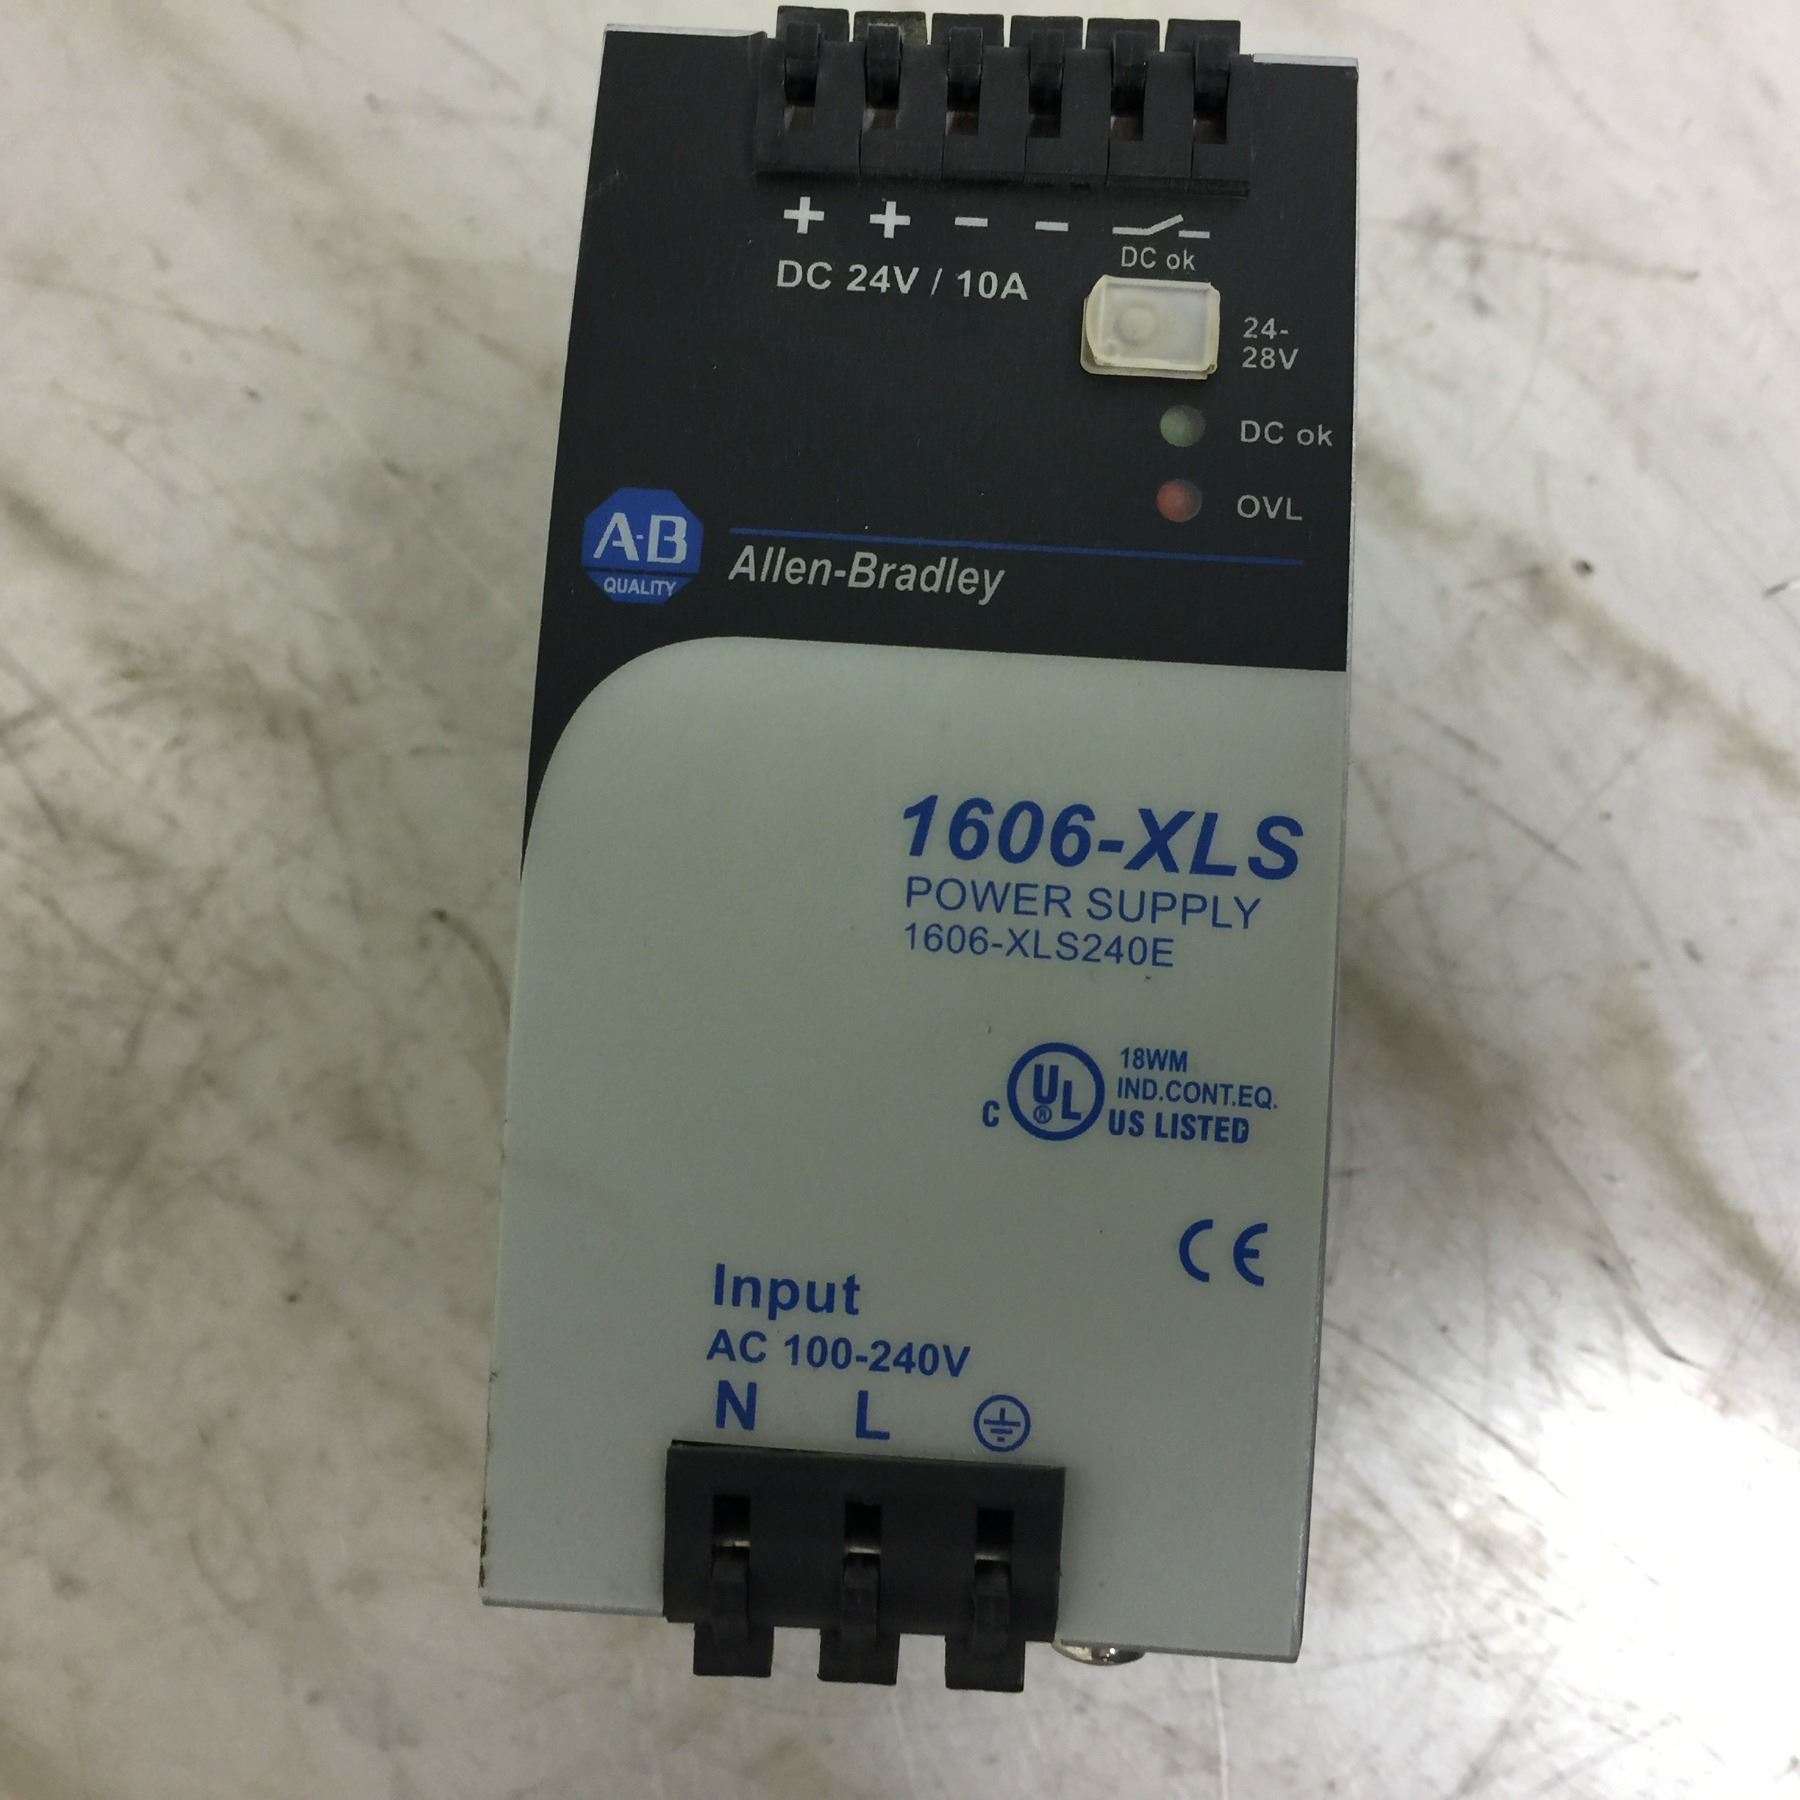 + + − −
DC ok
DC 24V / 10A
24-
28V
DC ok
OVL
A-B
QUALITY
Allen-Bradley
1606-XLS
POWER SUPPLY
1606-XLS240E
C UL ® US LISTED
18WM
IND.CONT.EQ.
CE
Input
AC 100-240V
N L